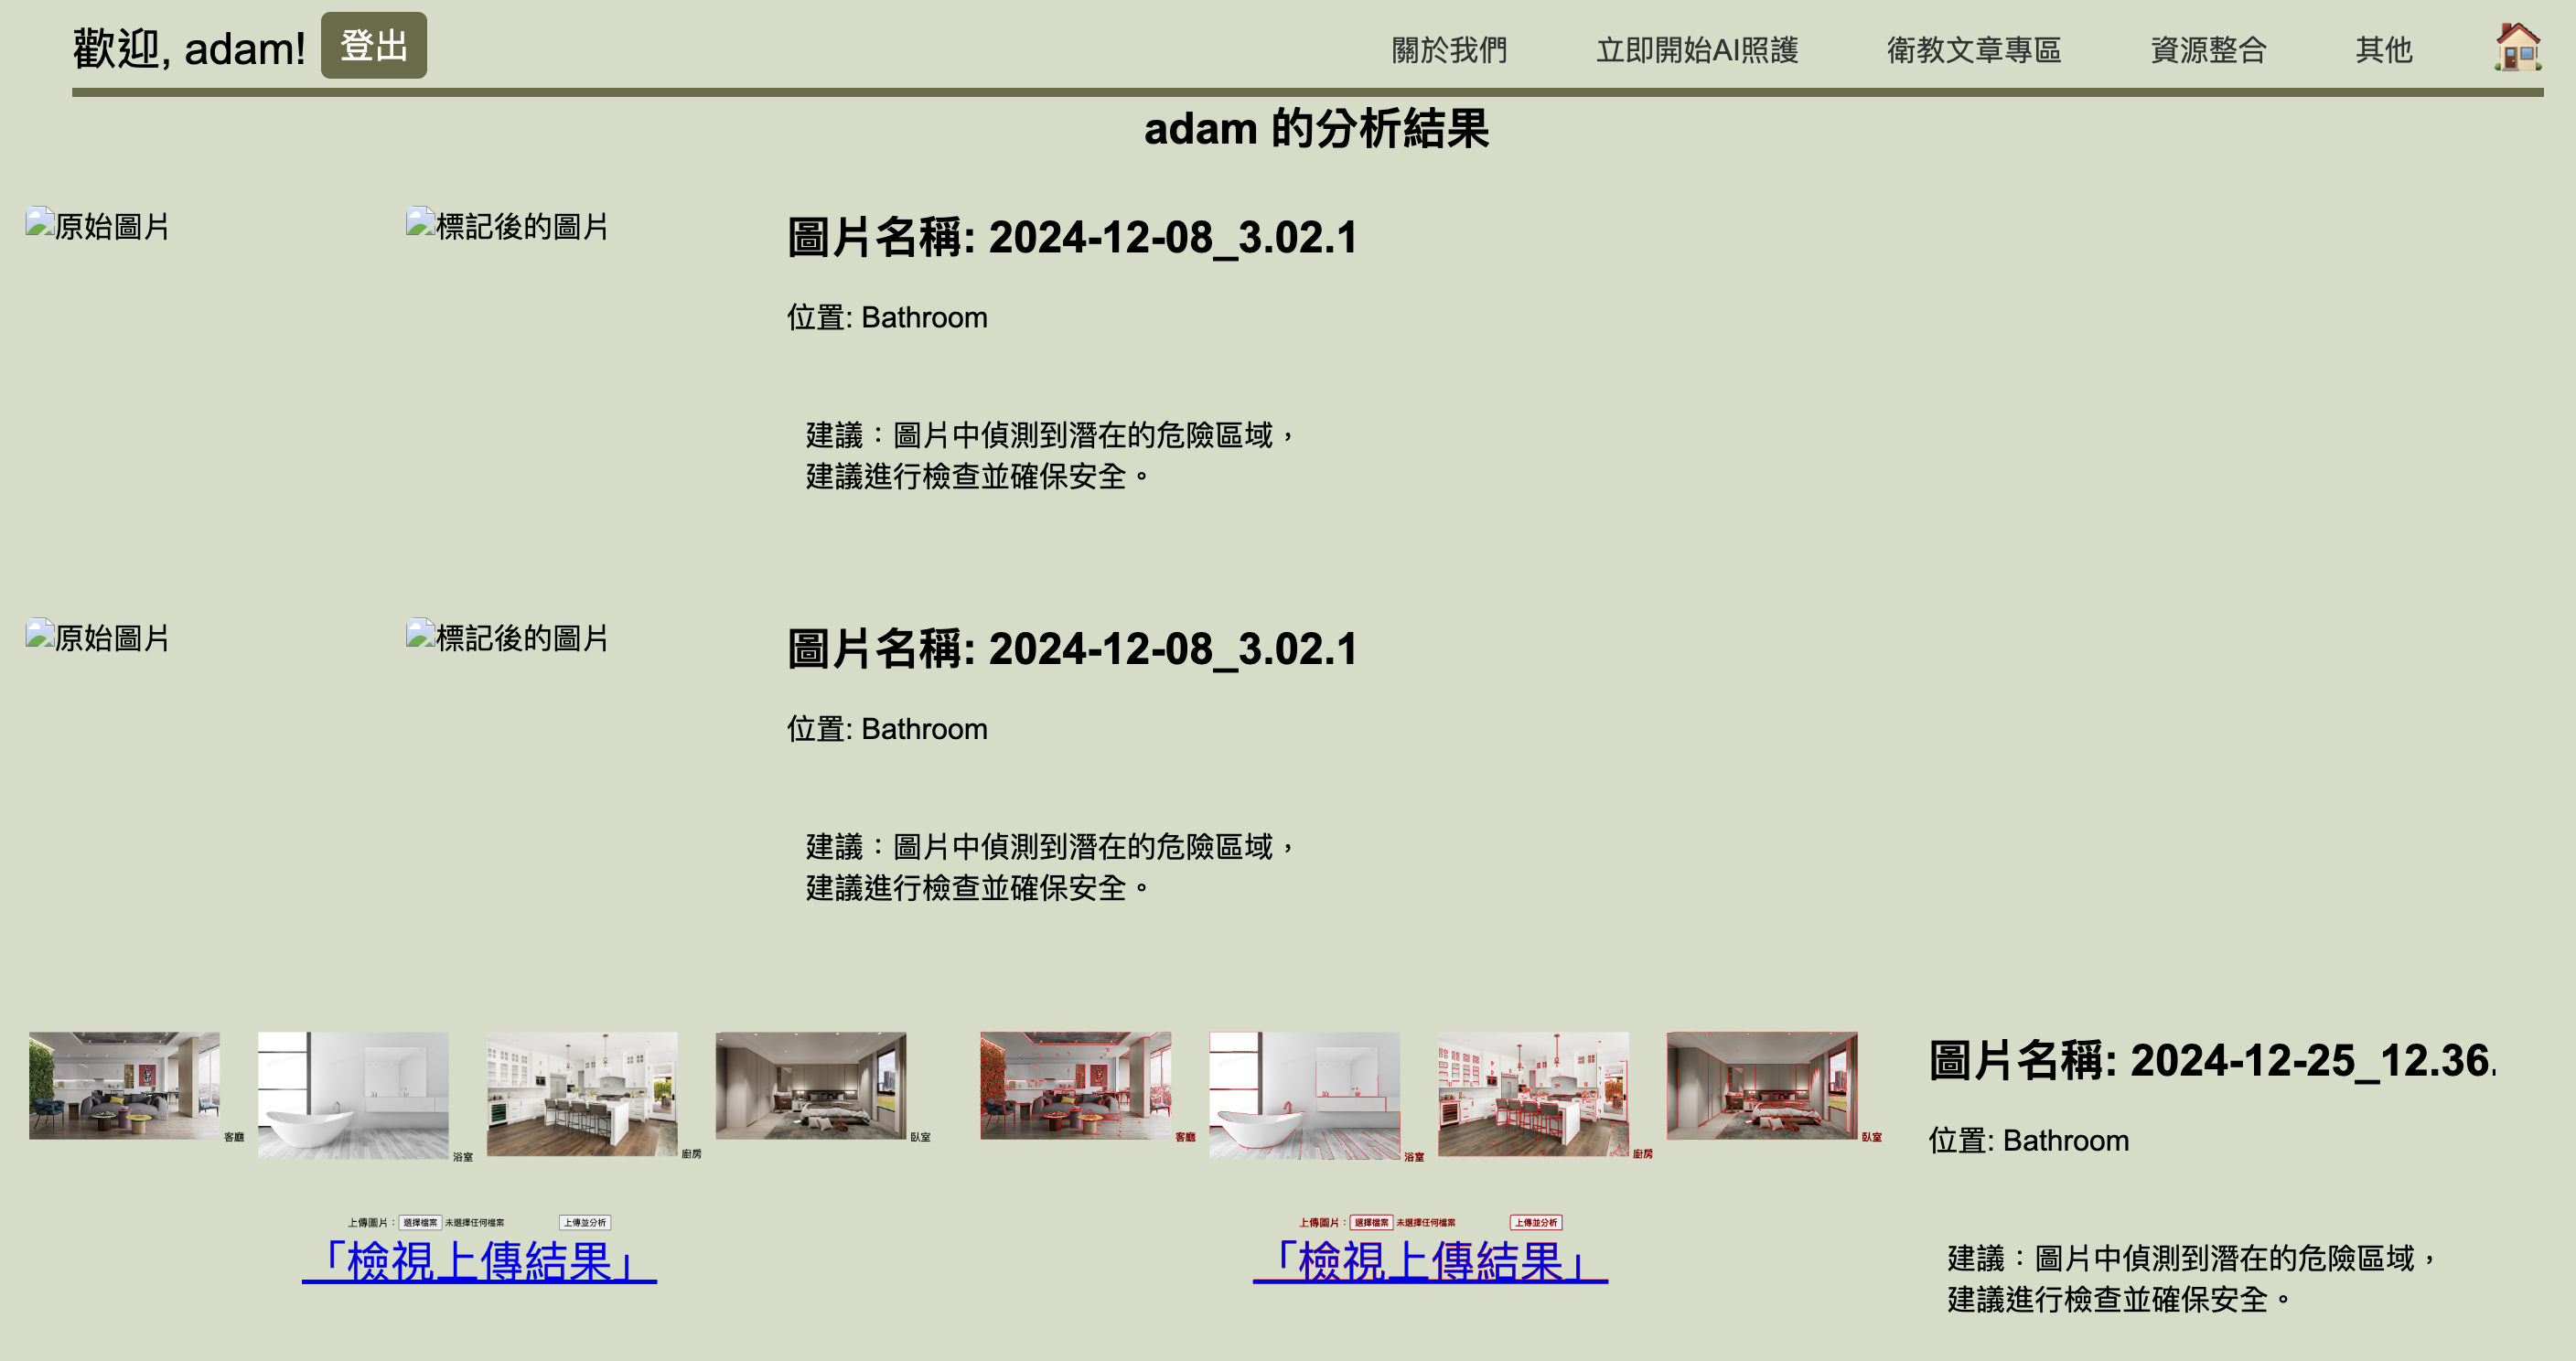 歡迎, adam! 登出
關於我們 立即開始AI照護 衛教文章專區 資源整合 其他
adam 的分析結果
原始圖片
標記後的圖片
圖片名稱: 2024-12-08_3.02.1
位置: Bathroom
建議：圖片中偵測到潛在的危險區域，
建議進行檢查並確保安全。
原始圖片
標記後的圖片
圖片名稱: 2024-12-08_3.02.1
位置: Bathroom
建議：圖片中偵測到潛在的危險區域，
建議進行檢查並確保安全。
客廳
浴室
廚房
臥室
上傳圖片：選擇檔案 未選擇任何檔案 上傳並分析
「檢視上傳結果」
客廳
浴室
廚房
臥室
上傳圖片：選擇檔案 未選擇任何檔案 上傳並分析
「檢視上傳結果」
圖片名稱: 2024-12-25_12.36.
位置: Bathroom
建議：圖片中偵測到潛在的危險區域，
建議進行檢查並確保安全。